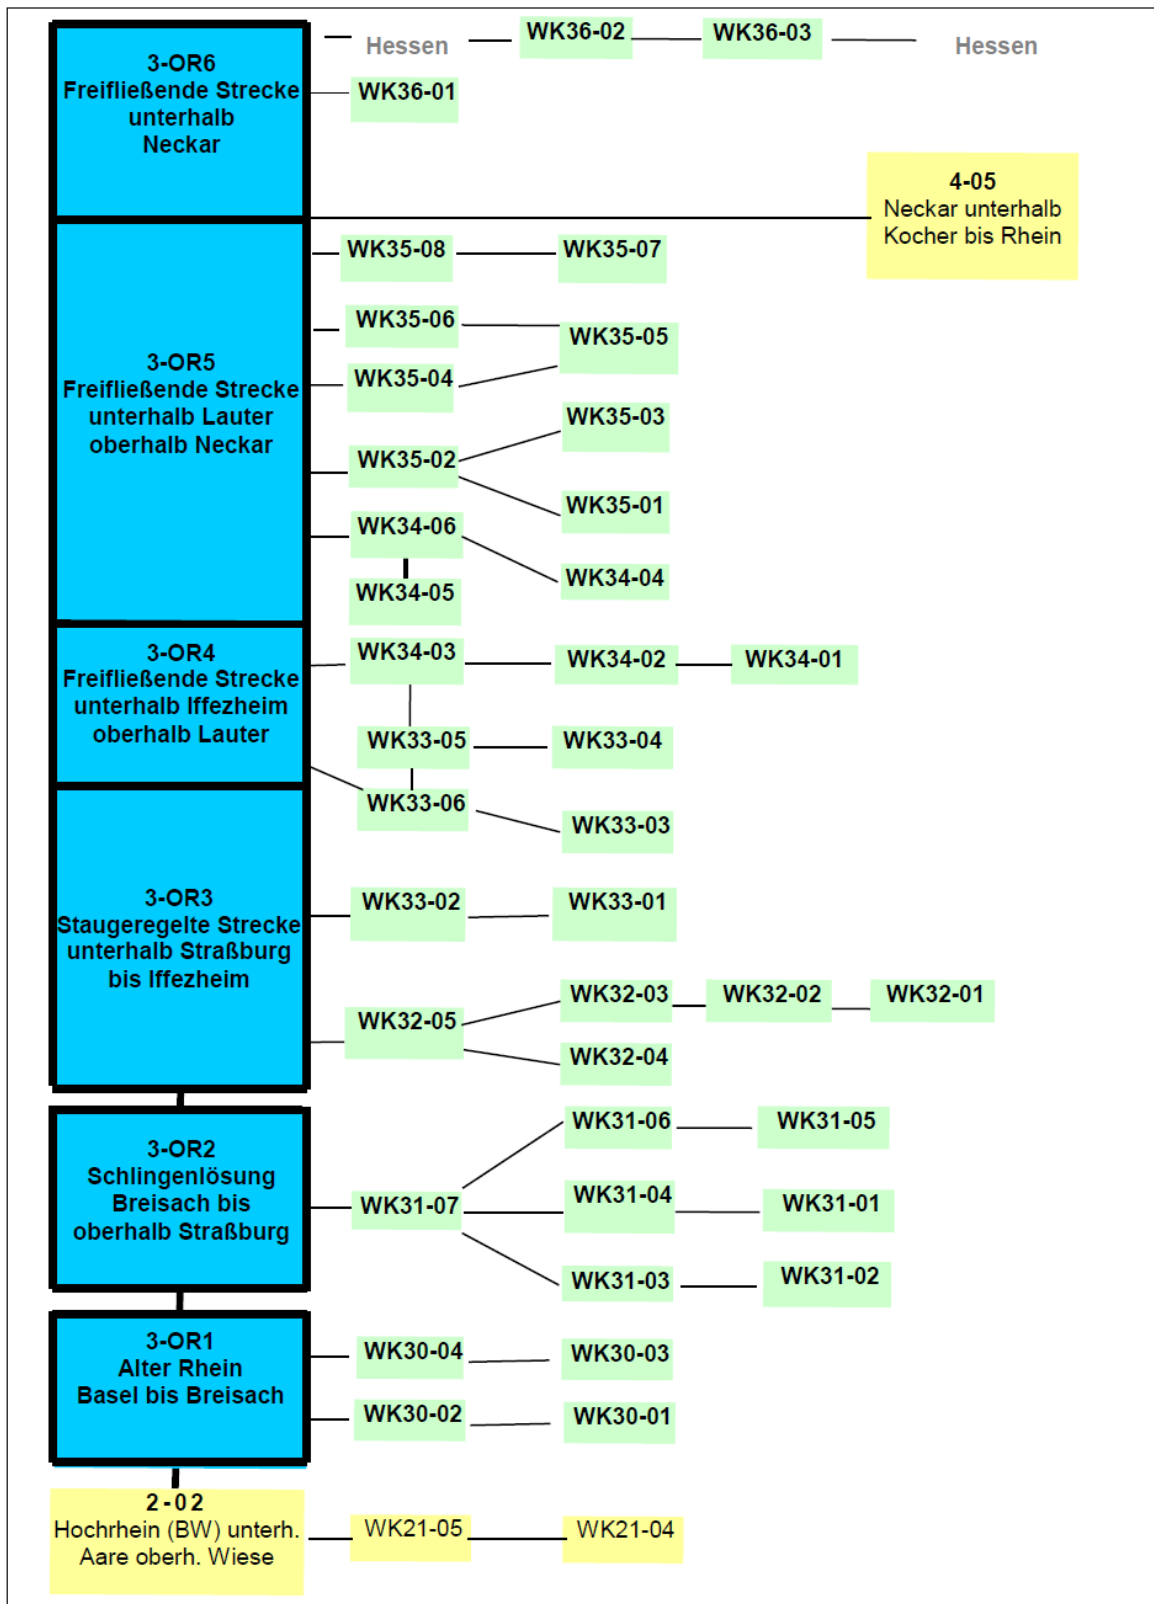 3-OR6
Freifließende Strecke
unterhalb
Neckar
Hessen
WK36-02
WK36-03
Hessen
WK36-01
4-05
Neckar unterhalb
Kocher bis Rhein
3-OR5
Freifließende Strecke
unterhalb Lauter
oberhalb Neckar
WK35-08
WK35-07
WK35-06
WK35-05
WK35-04
WK35-03
WK35-02
WK35-01
WK34-06
WK34-04
WK34-05
3-OR4
Freifließende Strecke
unterhalb Iffezheim
oberhalb Lauter
WK34-03
WK34-02
WK34-01
WK33-05
WK33-04
WK33-06
WK33-03
3-OR3
Staugeregelte Strecke
unterhalb Straßburg
bis Iffezheim
WK33-02
WK33-01
WK32-03
WK32-02
WK32-01
WK32-05
WK32-04
3-OR2
Schlingenlösung
Breisach bis
oberhalb Straßburg
WK31-06
WK31-05
WK31-07
WK31-04
WK31-01
WK31-03
WK31-02
3-OR1
Alter Rhein
Basel bis Breisach
WK30-04
WK30-03
WK30-02
WK30-01
2-02
Hochrhein (BW) unterh.
Aare oberh. Wiese
WK21-05
WK21-04